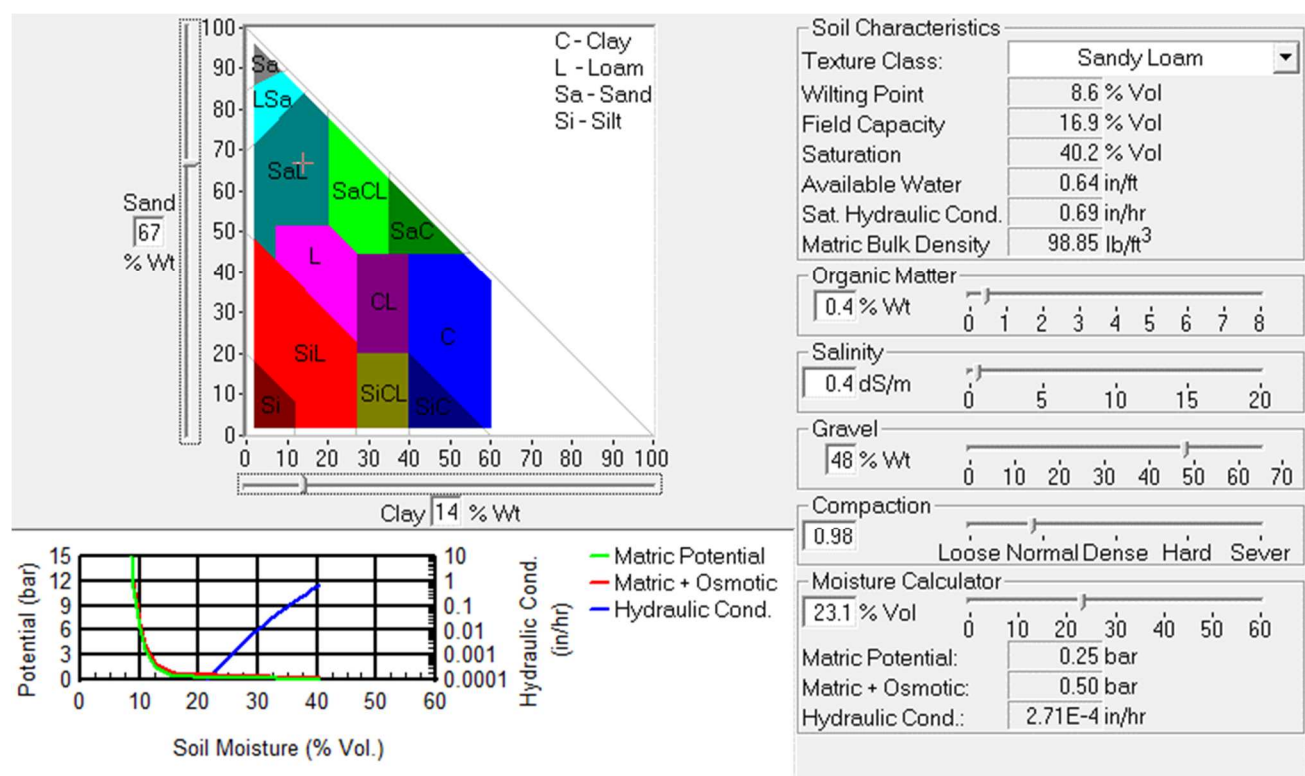 100
90
80
70
60
50
40
30
20
10
0
Sand
67
% Wt
Sa
LSa
SaL
SaCL
SaC
L
CL
C
SiL
SiCL
SiC
Si
C - Clay
L - Loam
Sa - Sand
Si - Silt
0 10 20 30 40 50 60 70 80 90 100
Clay 14 % Wt
Potential (bar)
15
12
9
6
3
0
10
1
0.1
0.01
0.001
0.0001
Hydraulic Cond.
(in/hr)
0 10 20 30 40 50 60
Soil Moisture (% Vol.)
Matric Potential
Matric + Osmotic
Hydraulic Cond.
Soil Characteristics
Texture Class: Sandy Loam
Wilting Point 8.6 % Vol
Field Capacity 16.9 % Vol
Saturation 40.2 % Vol
Available Water 0.64 in/ft
Sat. Hydraulic Cond. 0.69 in/hr
Matric Bulk Density 98.85 lb/ft3
Organic Matter
0.4 % Wt
0 1 2 3 4 5 6 7 8
Salinity
0.4 dS/m
0 5 10 15 20
Gravel
48 % Wt
0 10 20 30 40 50 60 70
Compaction
0.98
Loose Normal Dense Hard Sever
Moisture Calculator
23.1 % Vol
0 10 20 30 40 50 60
Matric Potential: 0.25 bar
Matric + Osmotic: 0.50 bar
Hydraulic Cond.: 2.71E-4 in/hr